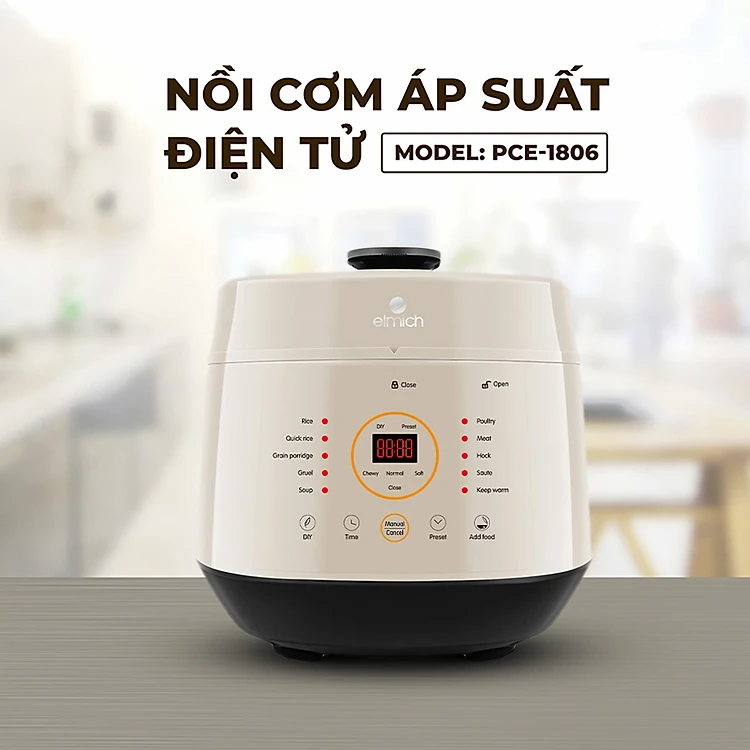 NỒI CƠM ÁP SUẤT
ĐIỆN TỬ MODEL: PCE-1806
elmich
Close Open
Rice
Quick rice
Grain porridge
Gruel
Soup
DIY Preset
88:88
Chewy Normal Soft
Close
Poultry
Meat
Hock
Saute
Keep warm
DIY
Time
Manual
Cancel
Preset
Add food